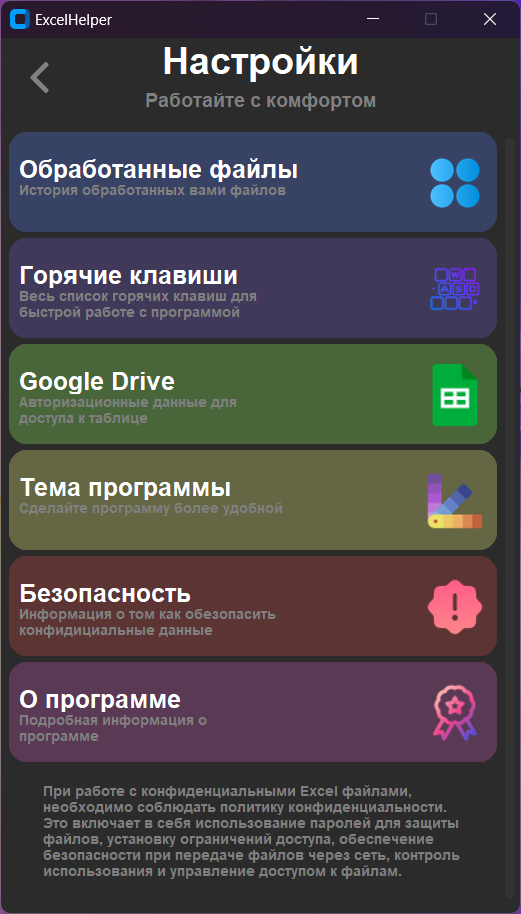 ExcelHelper
Настройки
Работайте с комфортом
Обработанные файлы
История обработанных вами файлов
Горячие клавиши
Весь список горячих клавиш для
быстрой работе с программой
W
A S D
Google Drive
Авторизационные данные для
доступа к таблице
Тема программы
Сделайте программу более удобной
Безопасность
Информация о том как обезопасить
конфидициальные данные
О программе
Подробная информация о
программе
При работе с конфиденциальными Excel файлами,
необходимо соблюдать политику конфиденциальности.
Это включает в себя использование паролей для защиты
файлов, установку ограничений доступа, обеспечение
безопасности при передаче файлов через сеть, контроль
использования и управление доступом к файлам.